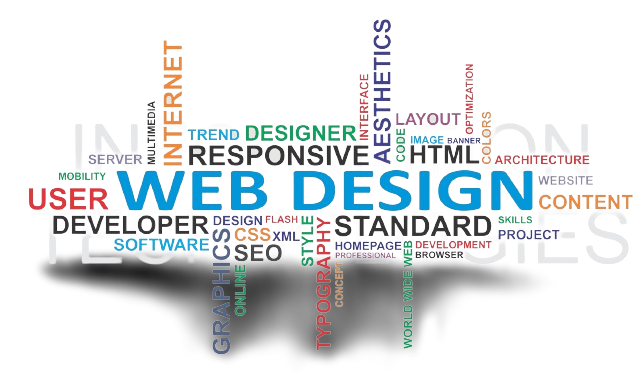 INTERNET
MULTIMEDIA
AESTHETICS
INTERFACE
OPTIMIZATION
LAYOUT
COLORS
TREND
DESIGNER
CODE
IMAGE
BANNER
SERVER
RESPONSIVE
HTML
ARCHITECTURE
MOBILITY
WEBSITE
USER
WEB DESIGN
CONTENT
DEVELOPER
DESIGN
FLASH
STYLE
STANDARD
SKILLS
SOFTWARE
CSS
XML
PROJECT
HOMEPAGE
DEVELOPMENT
SEO
PROFESSIONAL
BROWSER
GRAPHICS
ONLINE
TYPOGRAPHY
CONCEPT
WORLD WIDE WEB